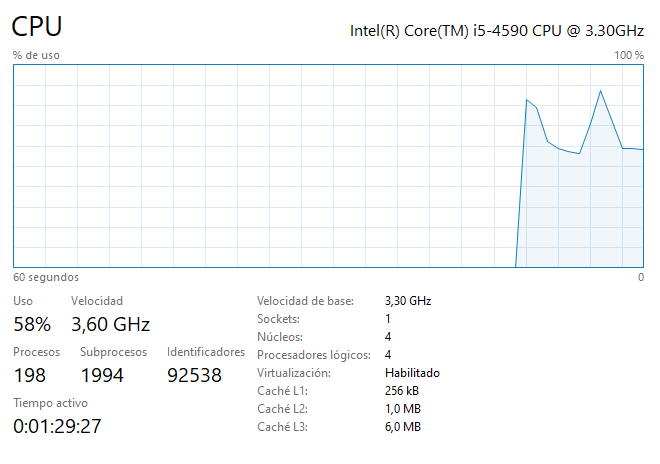 CPU
Intel(R) Core(TM) i5-4590 CPU @ 3.30GHz
% de uso
100 %
60 segundos
0
Uso
Velocidad
58%
3,60 GHz
Procesos
Subprocesos
Identificadores
198
1994
92538
Tiempo activo
0:01:29:27
Velocidad de base:
3,30 GHz
Sockets:
1
Núcleos:
4
Procesadores lógicos:
4
Virtualización:
Habilitado
Caché L1:
256 kB
Caché L2:
1,0 MB
Caché L3:
6,0 MB